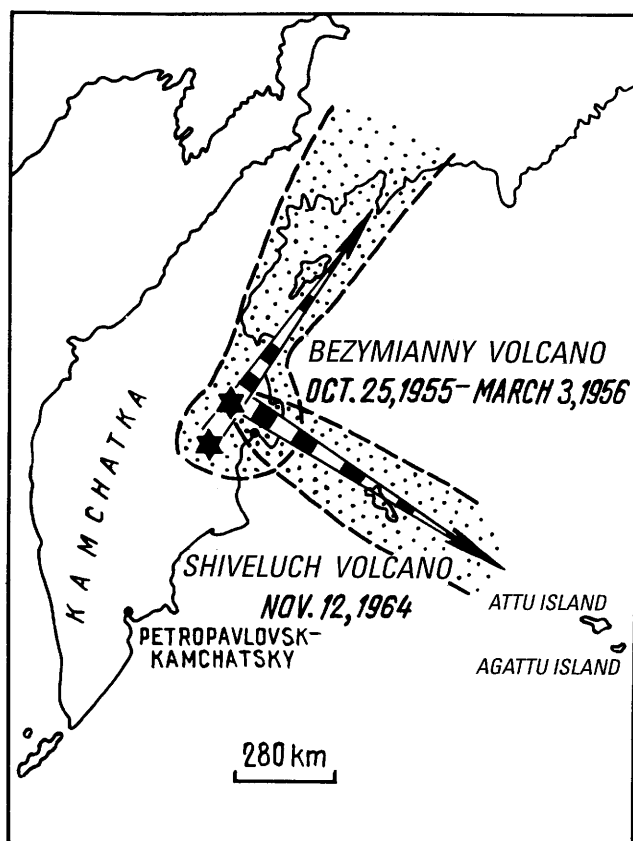 BEZYMIANNY VOLCANO
OCT. 25, 1955 – MARCH 3, 1956
KAMCHATKA
SHIVELUCH VOLCANO
NOV. 12, 1964
ATTU ISLAND
PETROPAVLOVSK-
KAMCHATSKY
AGATTU ISLAND
280 km